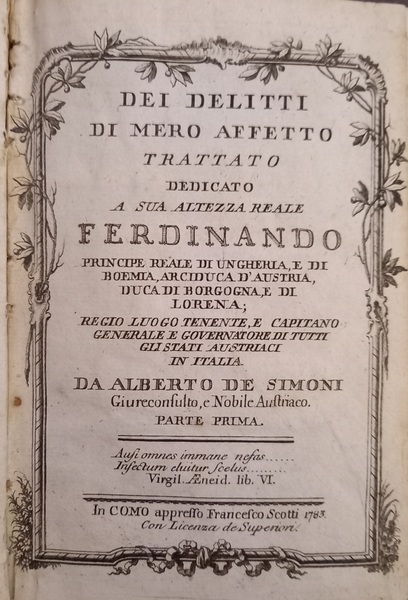 DEI DELITTI
DI MERO AFFETTO
TRATTATO
DEDICATO
A SUA ALTEZZA REALE
FERDINANDO
PRINCIPE REALE DI UNGHERIA, E DI
BOEMIA, ARCIDUCA D'AUSTRIA,
DUCA DI BORGOGNA, E DI
LORENA;
REGIO LUOGO TENENTE, E CAPITANO
GENERALE E GOVERNATORE DI TUTTI
GLI STATI AUSTRIACI
IN ITALIA.
DA ALBERTO DE SIMONI
Giureconſulto, e Nobile Auſtriaco.
PARTE PRIMA.
Auſi omnes immane nefas......
Infectum eluitur ſcelus.........
Virgil. Æneid. lib. VI.
In COMO appreſſo Franceſco Scotti 1783.
Con Licenza de Superiori.